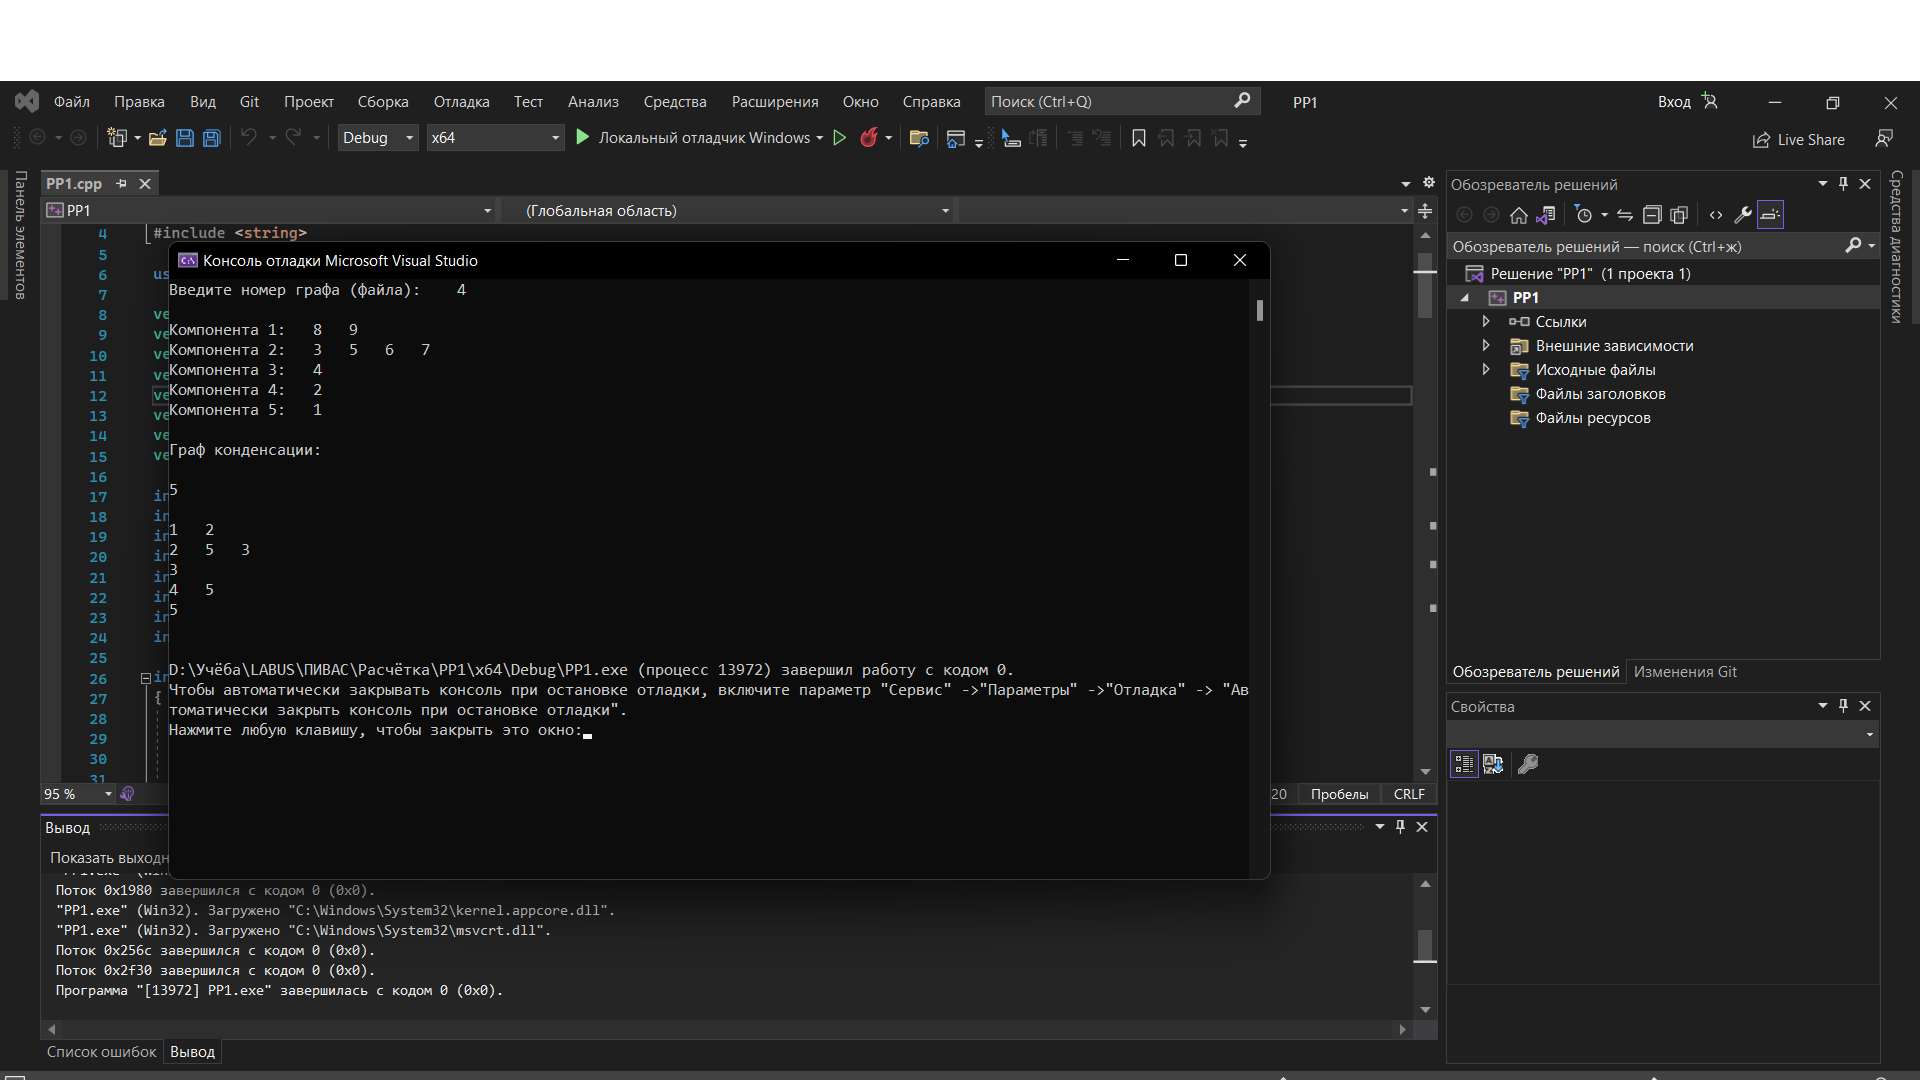 Файл Правка Вид Git Проект Сборка Отладка Тест Анализ Средства Расширения Окно Справка Поиск (Ctrl+Q) PP1 Вход
Debug x64 Локальный отладчик Windows Live Share
Панель элементов
PP1.cpp
PP1 (Глобальная область)
4 #include <string>
5
6 us
7
8 ve
9 ve
10 ve
11 ve
12 ve
13 ve
14 ve
15 ve
16
17 in
18 in
19 in
20 in
21 in
22 in
23 in
24 in
25
26 in
27 {
28
29
30
31
Консоль отладки Microsoft Visual Studio
Введите номер графа (файла): 4
Компонента 1: 8 9
Компонента 2: 3 5 6 7
Компонента 3: 4
Компонента 4: 2
Компонента 5: 1
Граф конденсации:
5
1 2
2 5 3
3
4 5
5
D:\Учёба\LABUS\ПИВАС\Расчётка\PP1\x64\Debug\PP1.exe (процесс 13972) завершил работу с кодом 0.
Чтобы автоматически закрывать консоль при остановке отладки, включите параметр "Сервис" ->"Параметры" ->"Отладка" -> "Ав
томатически закрыть консоль при остановке отладки".
Нажмите любую клавишу, чтобы закрыть это окно:
95 % 20 Пробелы CRLF
Вывод
Показать выходн
Поток 0x1980 завершился с кодом 0 (0x0).
"PP1.exe" (Win32). Загружено "C:\Windows\System32\kernel.appcore.dll".
"PP1.exe" (Win32). Загружено "C:\Windows\System32\msvcrt.dll".
Поток 0x256c завершился с кодом 0 (0x0).
Поток 0x2f30 завершился с кодом 0 (0x0).
Программа "[13972] PP1.exe" завершилась с кодом 0 (0x0).
Список ошибок Вывод
Обозреватель решений
Обозреватель решений — поиск (Ctrl+ж)
Решение "PP1" (1 проекта 1)
PP1
Ссылки
Внешние зависимости
Исходные файлы
Файлы заголовков
Файлы ресурсов
Обозреватель решений Изменения Git
Свойства
Средства диагностики